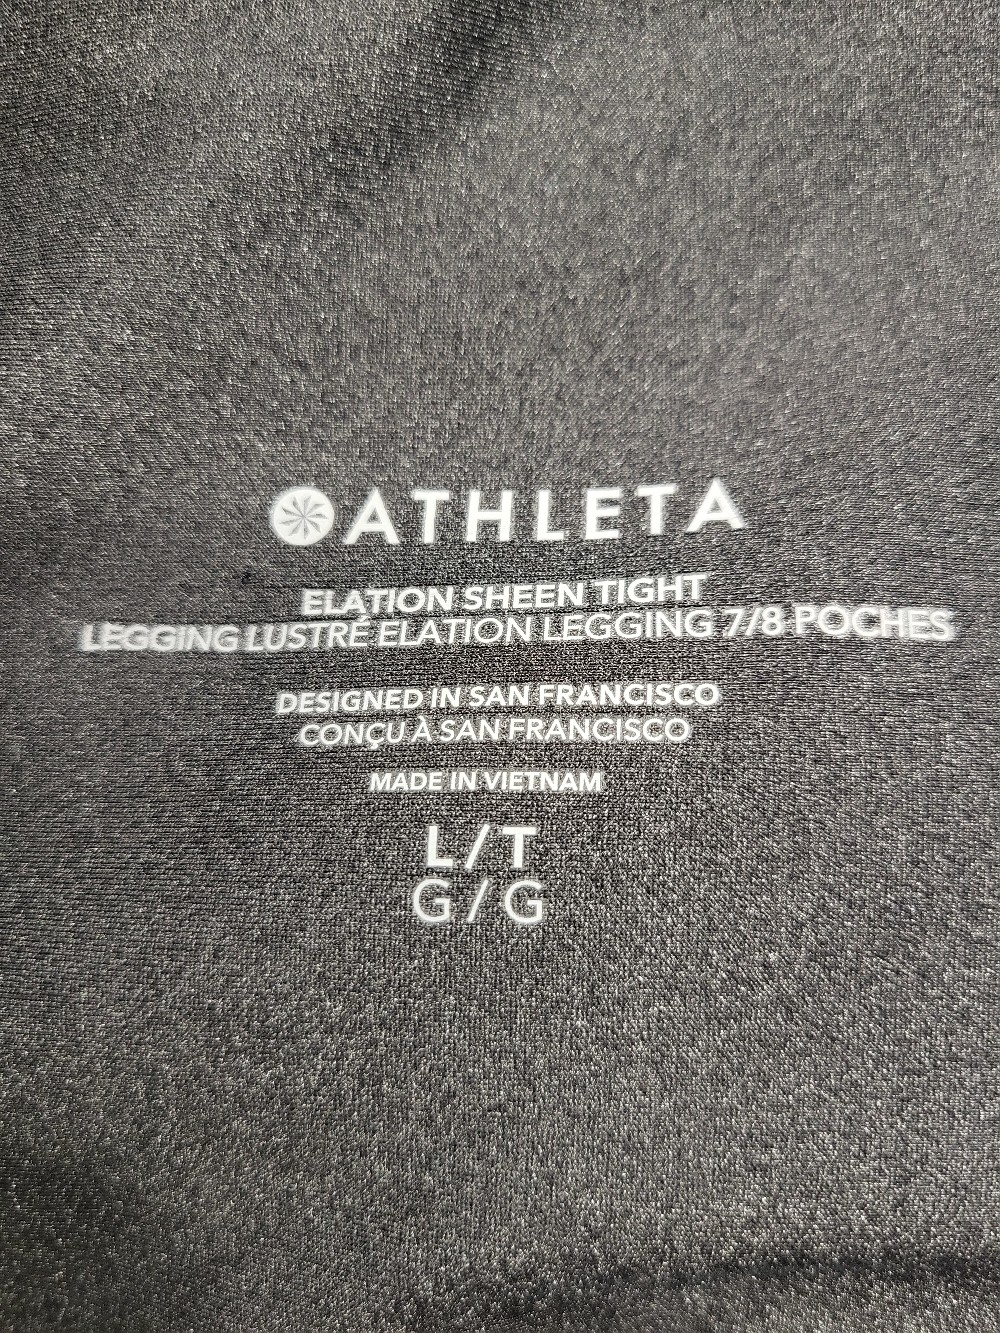 ATHLETA
ELATION SHEEN TIGHT
LEGGING LUSTRÉ ELATION LEGGING 7/8 POCHES
DESIGNED IN SAN FRANCISCO
CONÇU À SAN FRANCISCO
MADE IN VIETNAM
L / T
G / G